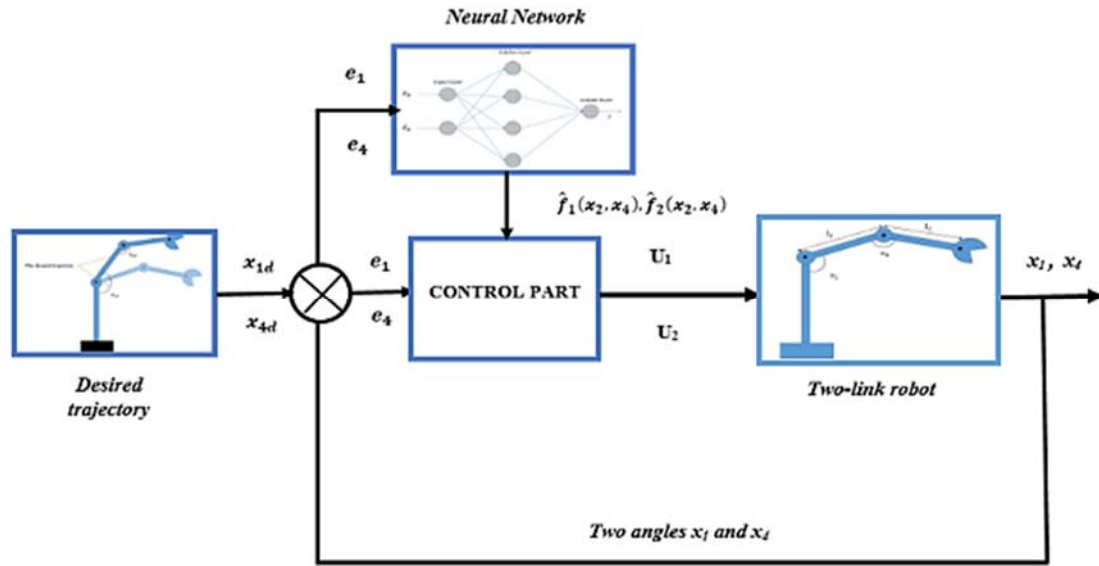 Neural Network
e₁
e₄
f̂₁(x₂,x₄),f̂₂(x₂,x₄)
x₁d
x₄d
e₁
e₄
CONTROL PART
U₁
U₂
x₁, x₄
Desired
trajectory
Two-link robot
Two angles x₁ and x₄